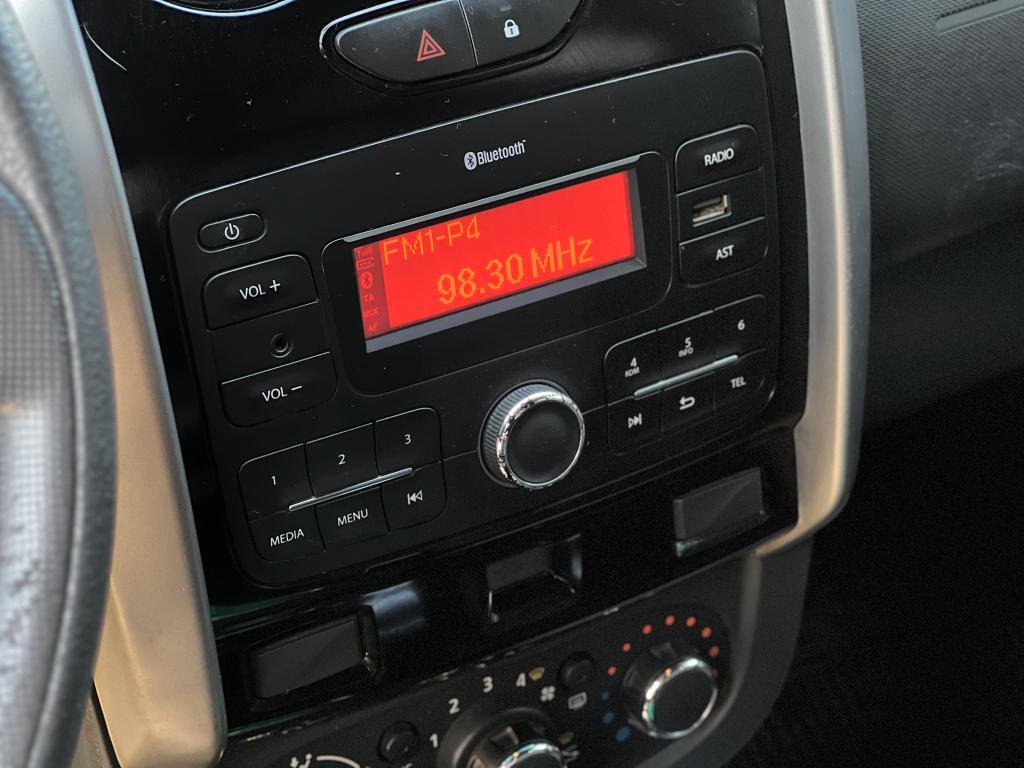 Bluetooth
RADIO
VOL +
FM1-P4
98.30 MHz
TA
MIX
AF
AST
VOL −
1
2
3
4
RDM
5
INFO
6
TEL
MEDIA
MENU
1
2
3
4